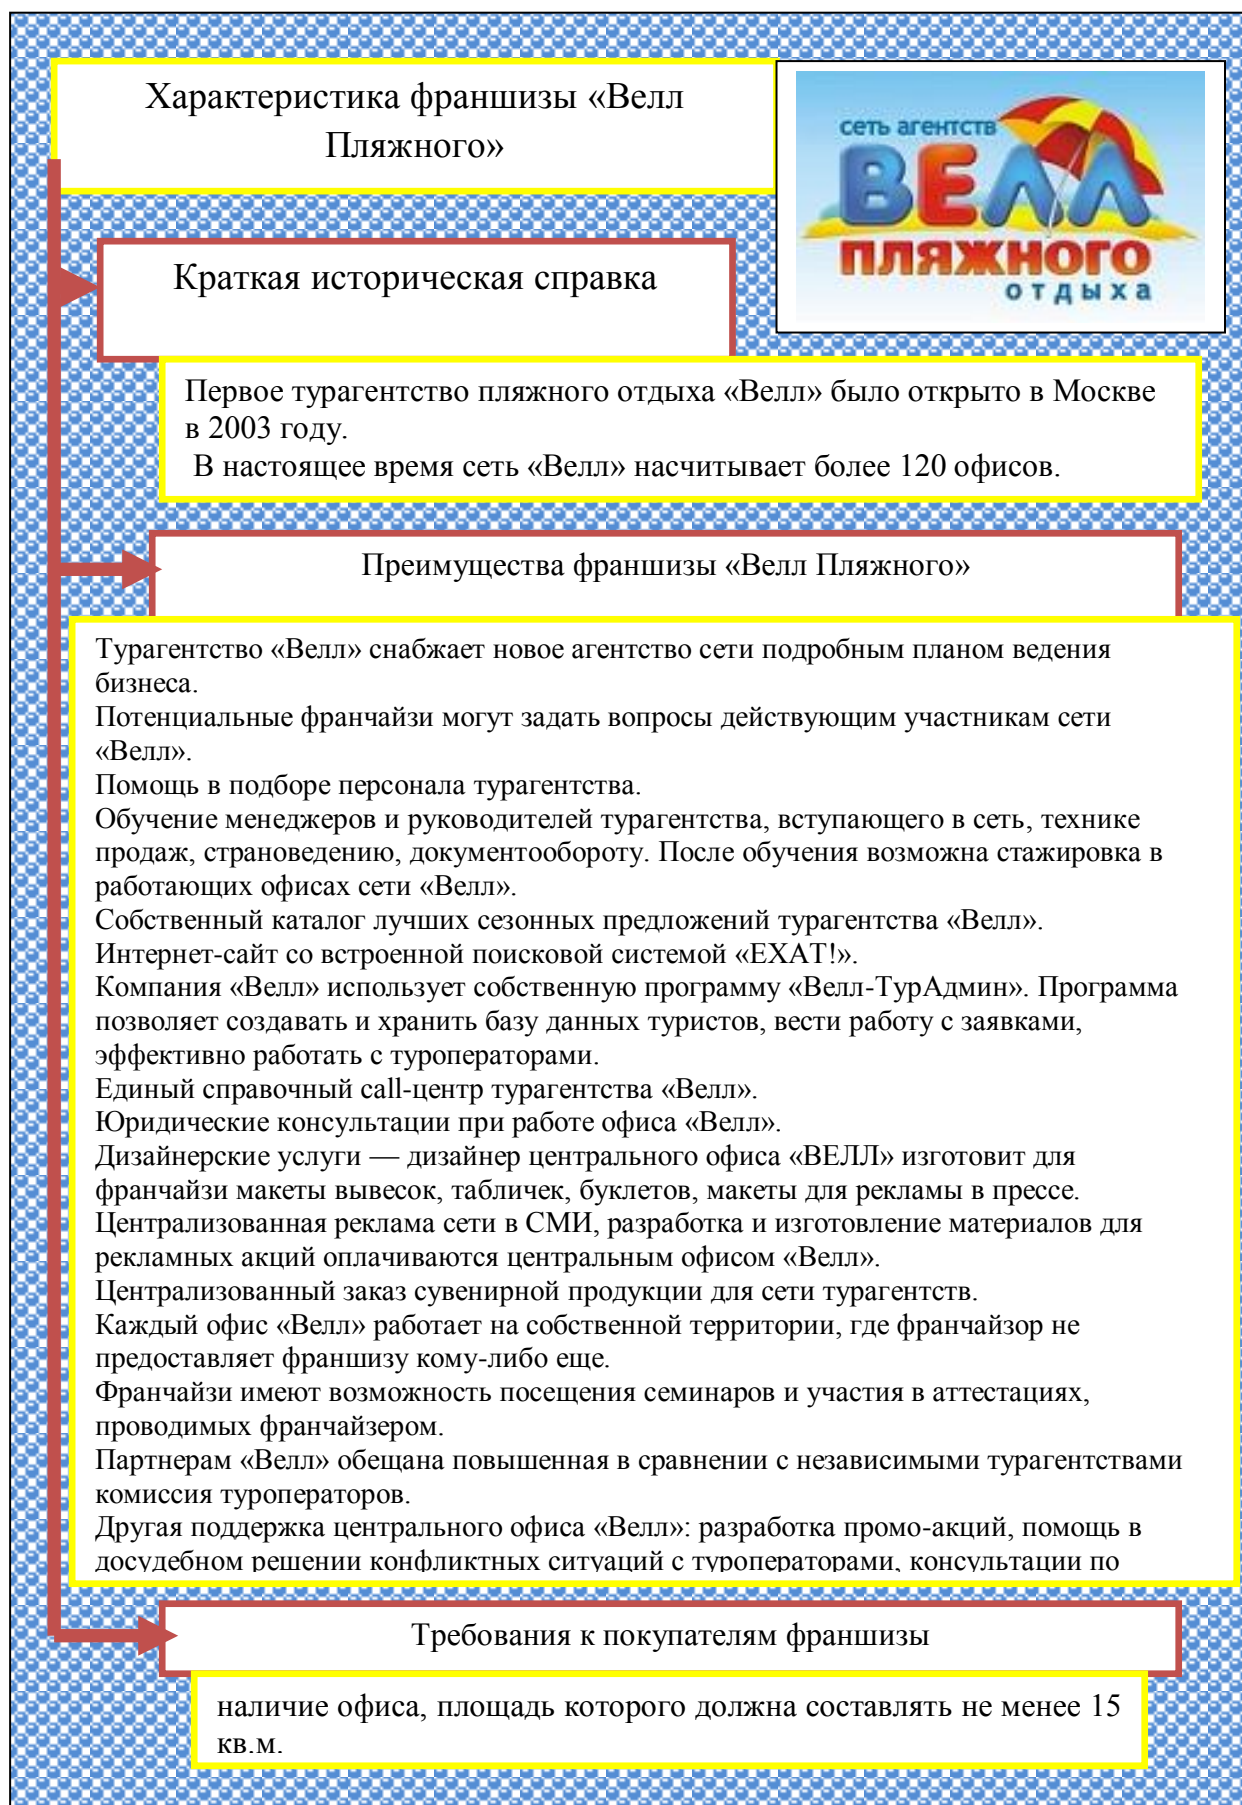 Характеристика франшизы «Велл
Пляжного»
сеть агентств
ВЕЛЛ
ПЛЯЖНОГО
отдыха
Краткая историческая справка
Первое турагентство пляжного отдыха «Велл» было открыто в Москве
в 2003 году.
В настоящее время сеть «Велл» насчитывает более 120 офисов.
Преимущества франшизы «Велл Пляжного»
Турагентство «Велл» снабжает новое агентство сети подробным планом ведения
бизнеса.
Потенциальные франчайзи могут задать вопросы действующим участникам сети
«Велл».
Помощь в подборе персонала турагентства.
Обучение менеджеров и руководителей турагентства, вступающего в сеть, технике
продаж, страноведению, документообороту. После обучения возможна стажировка в
работающих офисах сети «Велл».
Собственный каталог лучших сезонных предложений турагентства «Велл».
Интернет-сайт со встроенной поисковой системой «ЕХАТ!».
Компания «Велл» использует собственную программу «Велл-ТурАдмин». Программа
позволяет создавать и хранить базу данных туристов, вести работу с заявками,
эффективно работать с туроператорами.
Единый справочный call-центр турагентства «Велл».
Юридические консультации при работе офиса «Велл».
Дизайнерские услуги — дизайнер центрального офиса «ВЕЛЛ» изготовит для
франчайзи макеты вывесок, табличек, буклетов, макеты для рекламы в прессе.
Централизованная реклама сети в СМИ, разработка и изготовление материалов для
рекламных акций оплачиваются центральным офисом «Велл».
Централизованный заказ сувенирной продукции для сети турагентств.
Каждый офис «Велл» работает на собственной территории, где франчайзор не
предоставляет франшизу кому-либо еще.
Франчайзи имеют возможность посещения семинаров и участия в аттестациях,
проводимых франчайзером.
Партнерам «Велл» обещана повышенная в сравнении с независимыми турагентствами
комиссия туроператоров.
Другая поддержка центрального офиса «Велл»: разработка промо-акций, помощь в
досудебном решении конфликтных ситуаций с туроператорами, консультации по
Требования к покупателям франшизы
наличие офиса, площадь которого должна составлять не менее 15
кв.м.